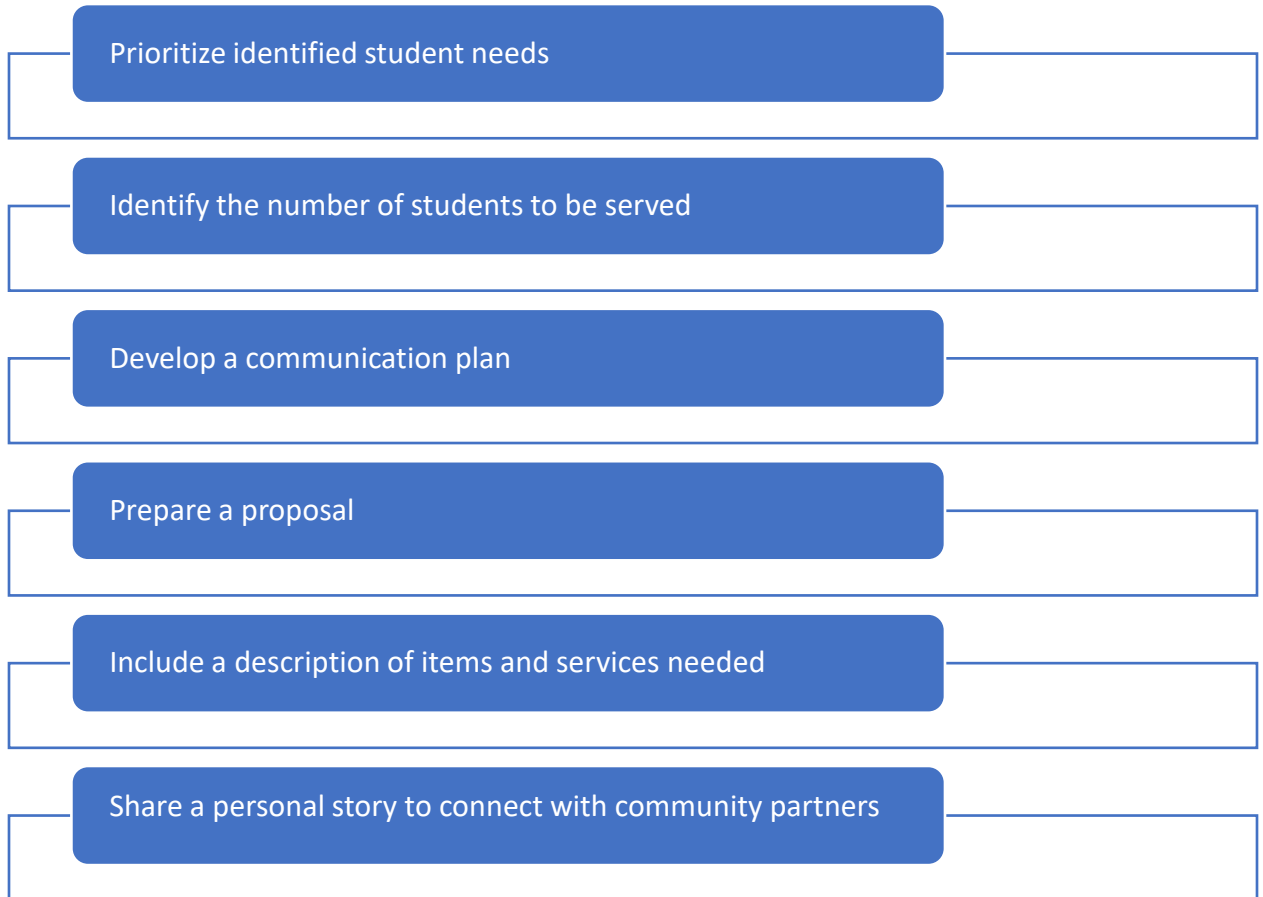 Prioritize identified student needs
Identify the number of students to be served
Develop a communication plan
Prepare a proposal
Include a description of items and services needed
Share a personal story to connect with community partners